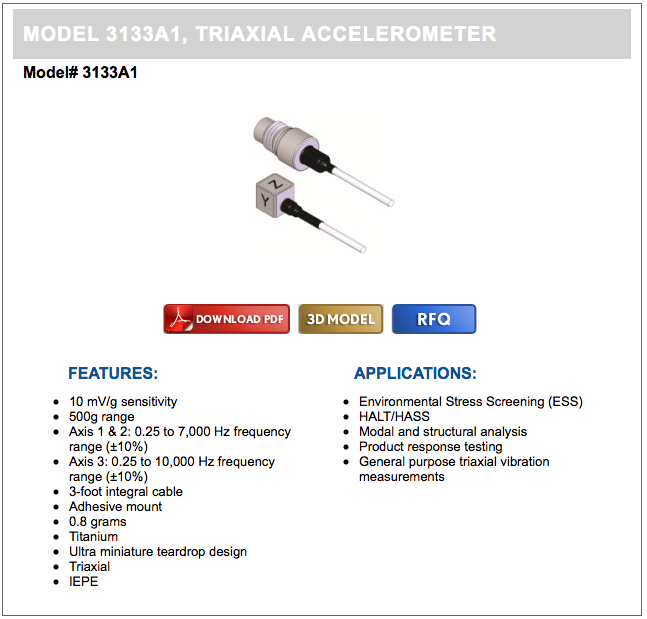 MODEL 3133A1, TRIAXIAL ACCELEROMETER
Model# 3133A1
Z
Y
DOWNLOAD PDF
3D MODEL
RFQ
FEATURES:
10 mV/g sensitivity
500g range
Axis 1 & 2: 0.25 to 7,000 Hz frequency
range (±10%)
Axis 3: 0.25 to 10,000 Hz frequency
range (±10%)
3-foot integral cable
Adhesive mount
0.8 grams
Titanium
Ultra miniature teardrop design
Triaxial
IEPE
APPLICATIONS:
Environmental Stress Screening (ESS)
HALT/HASS
Modal and structural analysis
Product response testing
General purpose triaxial vibration
measurements